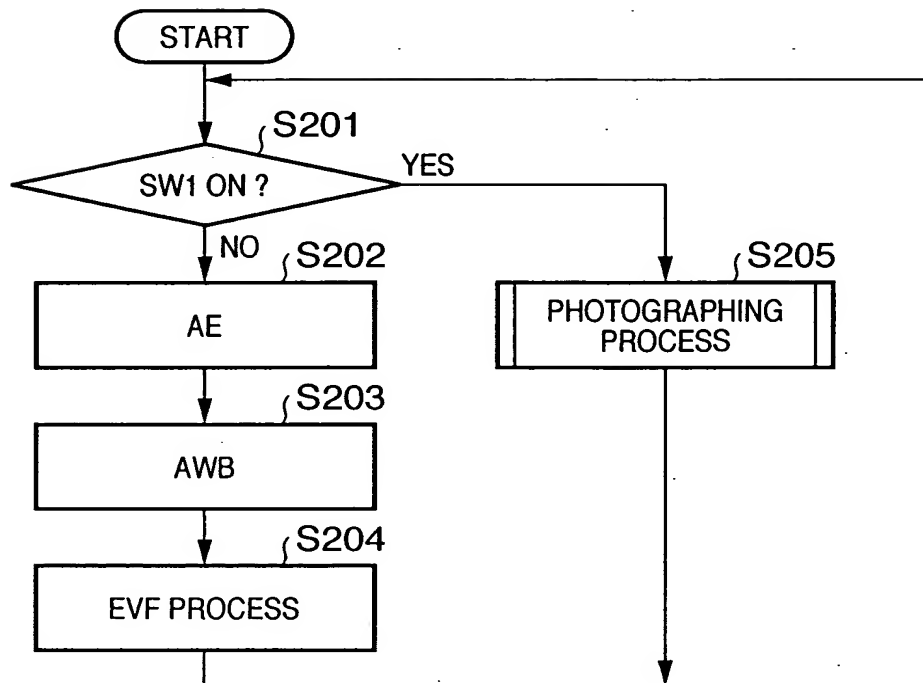 START
S201
SW1 ON ?
YES
NO
S202
AE
S205
PHOTOGRAPHING
PROCESS
S203
AWB
S204
EVF PROCESS